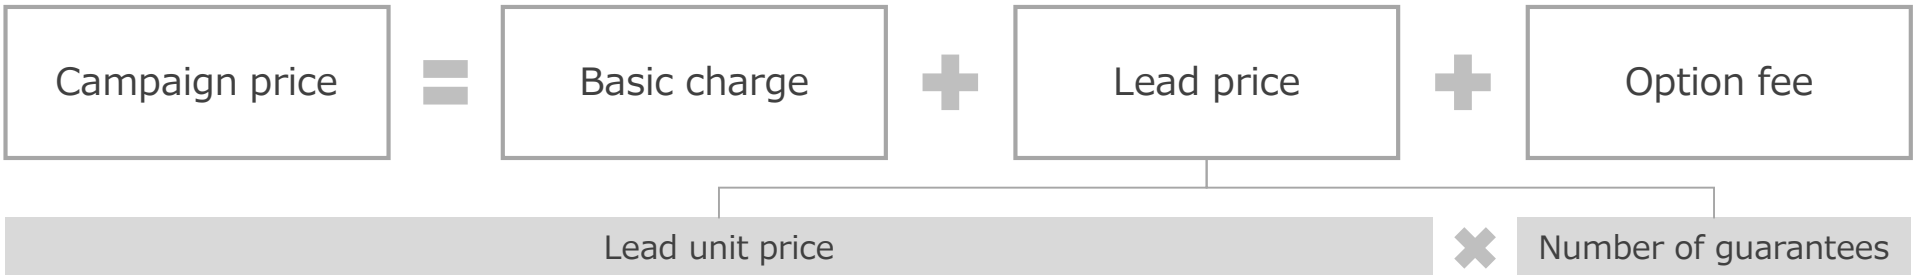 Campaign price = Basic charge + Lead price + Option fee
Lead unit price × Number of guarantees